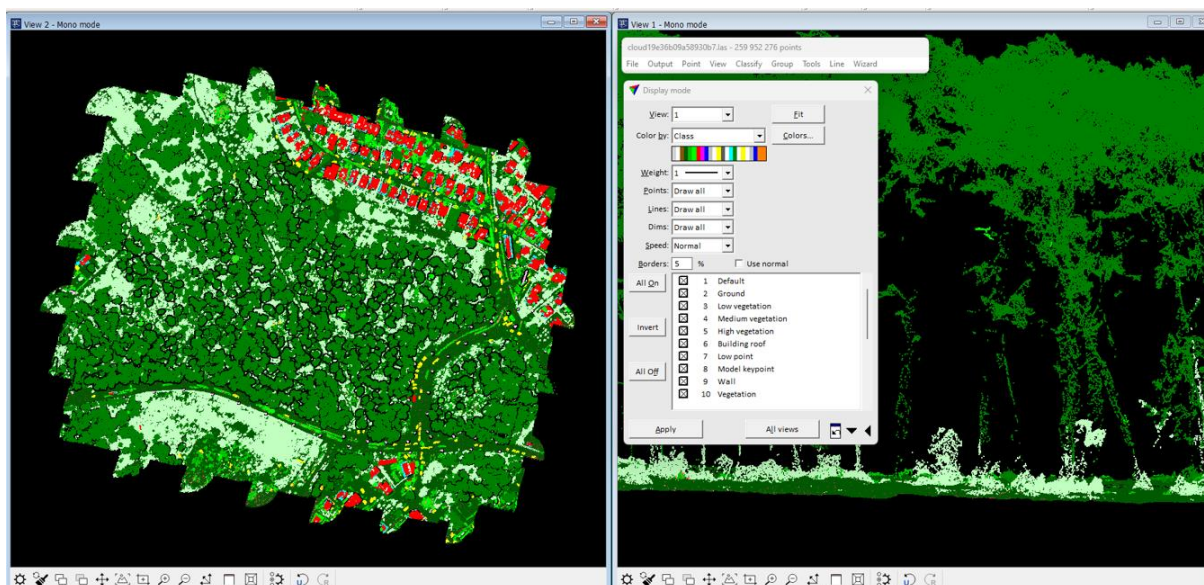 View 2 - Mono mode
View 1 - Mono mode
cloud19e36b09a58930b7.las - 259 952 276 points
File Output Point View Classify Group Tools Line Wizard
Display mode
View: 1 Fit
Color by: Class Colors...
Weight: 1
Points: Draw all
Lines: Draw all
Dims: Draw all
Speed: Normal
Borders: 5 % Use normal
All On
Invert
All Off
1 Default
2 Ground
3 Low vegetation
4 Medium vegetation
5 High vegetation
6 Building roof
7 Low point
8 Model keypoint
9 Wall
10 Vegetation
Apply All views